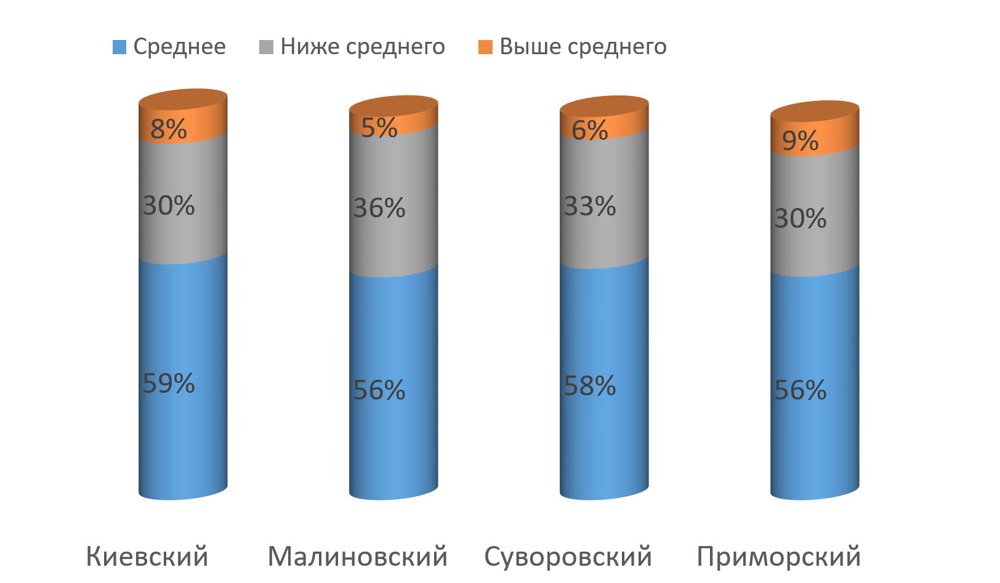 Среднее Ниже среднего Выше среднего
8% 5% 6% 9%
30% 36% 33% 30%
59% 56% 58% 56%
Киевский Малиновский Суворовский Приморский